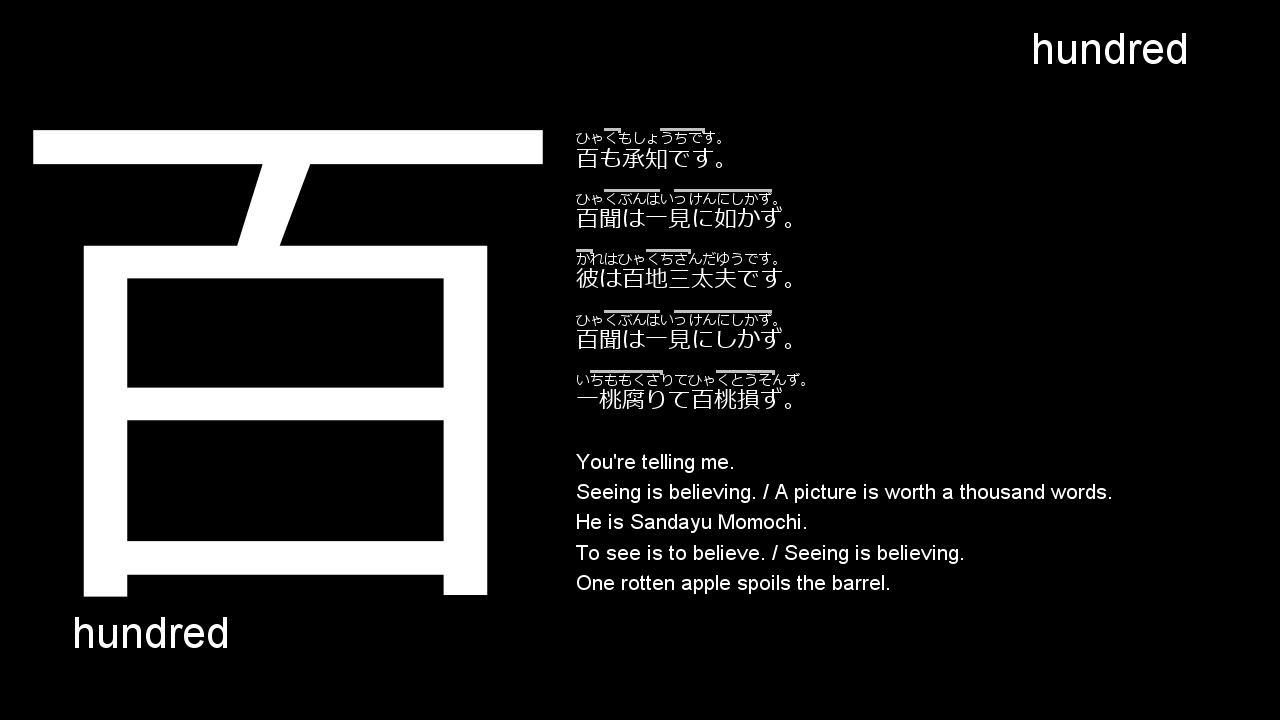 hundred
百
ひゃくもしょうちです。
百も承知です。
ひゃくぶんはいっけんにしかず。
百聞は一見に如かず。
かれはひゃくちさんだゆうです。
彼は百地三太夫です。
ひゃくぶんはいっけんにしかず。
百聞は一見にしかず。
いちももくさりてひゃくとうそんず。
一桃腐りて百桃損ず。
You're telling me.
Seeing is believing. / A picture is worth a thousand words.
He is Sandayu Momochi.
To see is to believe. / Seeing is believing.
One rotten apple spoils the barrel.
hundred